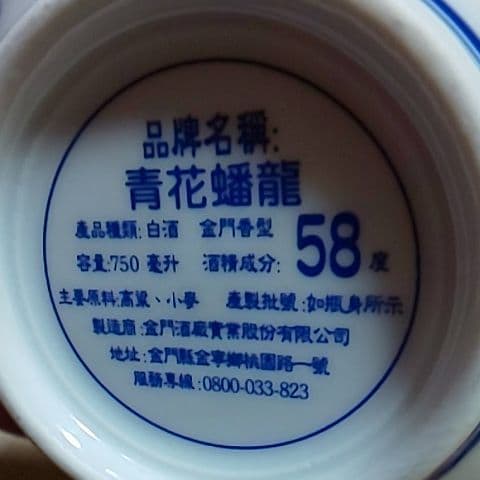 品牌名稱:
青花蟠龍
產品種類:白酒 金門香型
容量:750 毫升 酒精成分:58度
主要原料:高粱、小麥 產製批號:如瓶身所示
製造商:金門酒廠實業股份有限公司
地址:金門縣金寧鄉桃園路一號
服務專線:0800-033-823